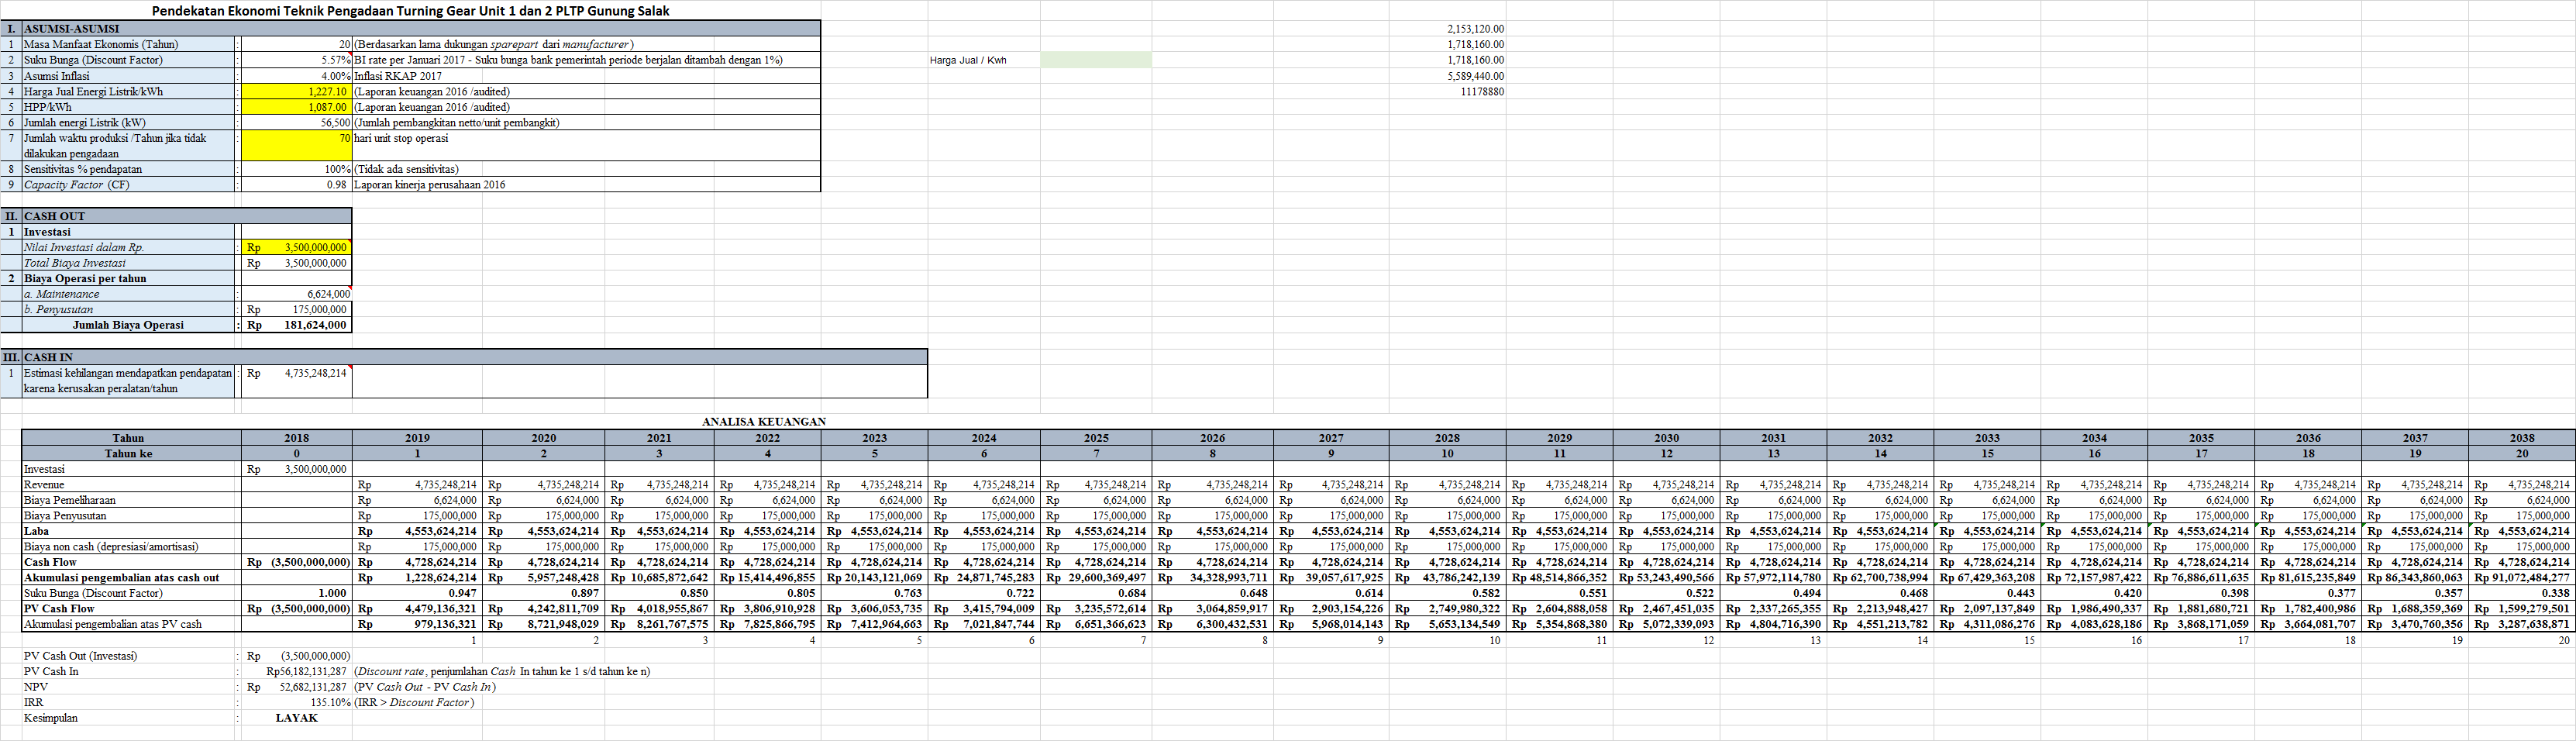 Pendekatan Ekonomi Teknik Pengadaan Turning Gear Unit 1 dan 2 PLTP Gunung Salak
I. ASUMSI-ASUMSI 2,153,120.00
1 Masa Manfaat Ekonomis (Tahun) : 20 (Berdasarkan lama dukungan sparepart dari manufacturer) 1,718,160.00
2 Suku Bunga (Discount Factor) : 5.57% BI rate per Januari 2017 - Suku bunga bank pemerintah periode berjalan ditambah dengan 1%) Harga Jual / Kwh 1,718,160.00
3 Asumsi Inflasi : 4.00% Inflasi RKAP 2017 5,589,440.00
4 Harga Jual Energi Listrik/kWh : 1,227.10 (Laporan keuangan 2016 /audited) 11178880
5 HPP/kWh : 1,087.00 (Laporan keuangan 2016 /audited)
6 Jumlah energi Listrik (kW) : 56,500 (Jumlah pembangkitan netto/unit pembangkit)
7 Jumlah waktu produksi /Tahun jika tidak : 70 hari unit stop operasi
dilakukan pengadaan
8 Sensitivitas % pendapatan : 100% (Tidak ada sensitivitas)
9 Capacity Factor (CF) : 0.98 Laporan kinerja perusahaan 2016
II. CASH OUT
1 Investasi
Nilai Investasi dalam Rp. : Rp 3,500,000,000
Total Biaya Investasi Rp 3,500,000,000
2 Biaya Operasi per tahun
a. Maintenance : 6,624,000
b. Penyusutan : Rp 175,000,000
Jumlah Biaya Operasi : Rp 181,624,000
III. CASH IN
1 Estimasi kehilangan mendapatkan pendapatan : Rp 4,735,248,214
karena kerusakan peralatan/tahun
ANALISA KEUANGAN
Tahun 2018 2019 2020 2021 2022 2023 2024 2025 2026 2027 2028 2029 2030 2031 2032 2033 2034 2035 2036 2037 2038
Tahun ke 0 1 2 3 4 5 6 7 8 9 10 11 12 13 14 15 16 17 18 19 20
Investasi Rp 3,500,000,000
Revenue Rp 4,735,248,214 Rp 4,735,248,214 Rp 4,735,248,214 Rp 4,735,248,214 Rp 4,735,248,214 Rp 4,735,248,214 Rp 4,735,248,214 Rp 4,735,248,214 Rp 4,735,248,214 Rp 4,735,248,214 Rp 4,735,248,214 Rp 4,735,248,214 Rp 4,735,248,214 Rp 4,735,248,214 Rp 4,735,248,214 Rp 4,735,248,214 Rp 4,735,248,214 Rp 4,735,248,214 Rp 4,735,248,214 Rp 4,735,248,214
Biaya Pemeliharaan Rp 6,624,000 Rp 6,624,000 Rp 6,624,000 Rp 6,624,000 Rp 6,624,000 Rp 6,624,000 Rp 6,624,000 Rp 6,624,000 Rp 6,624,000 Rp 6,624,000 Rp 6,624,000 Rp 6,624,000 Rp 6,624,000 Rp 6,624,000 Rp 6,624,000 Rp 6,624,000 Rp 6,624,000 Rp 6,624,000 Rp 6,624,000 Rp 6,624,000
Biaya Penyusutan Rp 175,000,000 Rp 175,000,000 Rp 175,000,000 Rp 175,000,000 Rp 175,000,000 Rp 175,000,000 Rp 175,000,000 Rp 175,000,000 Rp 175,000,000 Rp 175,000,000 Rp 175,000,000 Rp 175,000,000 Rp 175,000,000 Rp 175,000,000 Rp 175,000,000 Rp 175,000,000 Rp 175,000,000 Rp 175,000,000 Rp 175,000,000 Rp 175,000,000
Laba Rp 4,553,624,214 Rp 4,553,624,214 Rp 4,553,624,214 Rp 4,553,624,214 Rp 4,553,624,214 Rp 4,553,624,214 Rp 4,553,624,214 Rp 4,553,624,214 Rp 4,553,624,214 Rp 4,553,624,214 Rp 4,553,624,214 Rp 4,553,624,214 Rp 4,553,624,214 Rp 4,553,624,214 Rp 4,553,624,214 Rp 4,553,624,214 Rp 4,553,624,214 Rp 4,553,624,214 Rp 4,553,624,214 Rp 4,553,624,214
Biaya non cash (depresiasi/amortisasi) Rp 175,000,000 Rp 175,000,000 Rp 175,000,000 Rp 175,000,000 Rp 175,000,000 Rp 175,000,000 Rp 175,000,000 Rp 175,000,000 Rp 175,000,000 Rp 175,000,000 Rp 175,000,000 Rp 175,000,000 Rp 175,000,000 Rp 175,000,000 Rp 175,000,000 Rp 175,000,000 Rp 175,000,000 Rp 175,000,000 Rp 175,000,000 Rp 175,000,000
Cash Flow Rp (3,500,000,000) Rp 4,728,624,214 Rp 4,728,624,214 Rp 4,728,624,214 Rp 4,728,624,214 Rp 4,728,624,214 Rp 4,728,624,214 Rp 4,728,624,214 Rp 4,728,624,214 Rp 4,728,624,214 Rp 4,728,624,214 Rp 4,728,624,214 Rp 4,728,624,214 Rp 4,728,624,214 Rp 4,728,624,214 Rp 4,728,624,214 Rp 4,728,624,214 Rp 4,728,624,214 Rp 4,728,624,214 Rp 4,728,624,214 Rp 4,728,624,214
Akumulasi pengembalian atas cash out Rp 1,228,624,214 Rp 5,957,248,428 Rp 10,685,872,642 Rp 15,414,496,855 Rp 20,143,121,069 Rp 24,871,745,283 Rp 29,600,369,497 Rp 34,328,993,711 Rp 39,057,617,925 Rp 43,786,242,139 Rp 48,514,866,352 Rp 53,243,490,566 Rp 57,972,114,780 Rp 62,700,738,994 Rp 67,429,363,208 Rp 72,157,987,422 Rp 76,886,611,635 Rp 81,615,235,849 Rp 86,343,860,063 Rp 91,072,484,277
Suku Bunga (Discount Factor) 1.000 0.947 0.897 0.850 0.805 0.763 0.722 0.684 0.648 0.614 0.582 0.551 0.522 0.494 0.468 0.443 0.420 0.398 0.377 0.357 0.338
PV Cash Flow Rp (3,500,000,000) Rp 4,479,136,321 Rp 4,242,811,709 Rp 4,018,955,867 Rp 3,806,910,928 Rp 3,606,053,735 Rp 3,415,794,009 Rp 3,235,572,614 Rp 3,064,859,917 Rp 2,903,154,226 Rp 2,749,980,322 Rp 2,604,888,058 Rp 2,467,451,035 Rp 2,337,265,355 Rp 2,213,948,427 Rp 2,097,137,849 Rp 1,986,490,337 Rp 1,881,680,721 Rp 1,782,400,986 Rp 1,688,359,369 Rp 1,599,279,501
Akumulasi pengembalian atas PV cash Rp 979,136,321 Rp 8,721,948,029 Rp 8,261,767,575 Rp 7,825,866,795 Rp 7,412,964,663 Rp 7,021,847,744 Rp 6,651,366,623 Rp 6,300,432,531 Rp 5,968,014,143 Rp 5,653,134,549 Rp 5,354,868,380 Rp 5,072,339,093 Rp 4,804,716,390 Rp 4,551,213,782 Rp 4,311,086,276 Rp 4,083,628,186 Rp 3,868,171,059 Rp 3,664,081,707 Rp 3,470,760,356 Rp 3,287,638,871
1 2 3 4 5 6 7 8 9 10 11 12 13 14 15 16 17 18 19 20
PV Cash Out (Investasi) : Rp (3,500,000,000)
PV Cash In : Rp56,182,131,287 (Discount rate, penjumlahan Cash In tahun ke 1 s/d tahun ke n)
NPV : Rp 52,682,131,287 (PV Cash Out - PV Cash In)
IRR : 135.10% (IRR > Discount Factor)
Kesimpulan : LAYAK